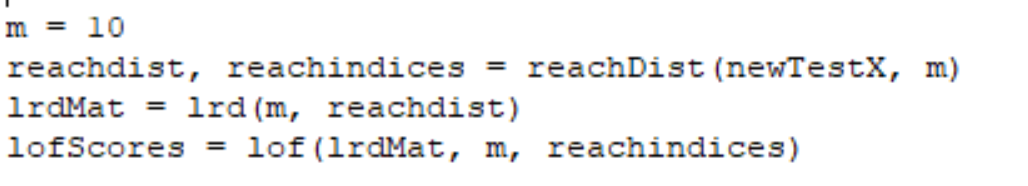 m = 10
reachdist, reachindices = reachDist(newTestX, m)
lrdMat = lrd(m, reachdist)
lofScores = lof(lrdMat, m, reachindices)